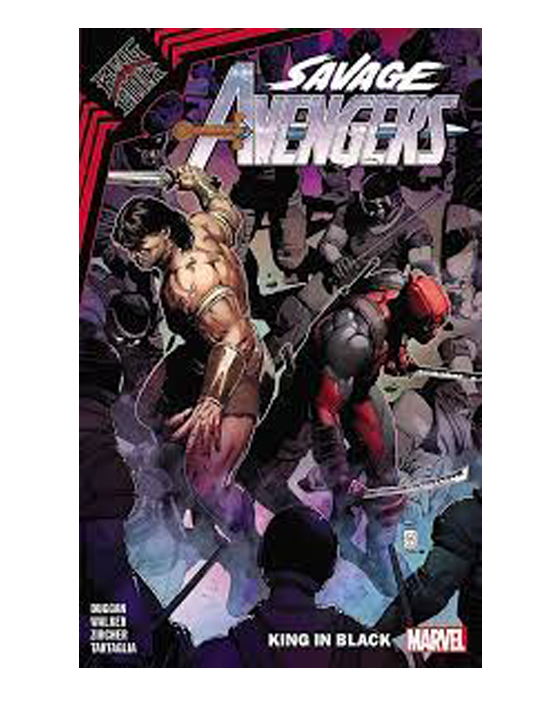 SAVAGE
AVENGERS
DUGGAN
WALKER
ZIRCHER
TARTAGLIA
KING IN BLACK
MARVEL